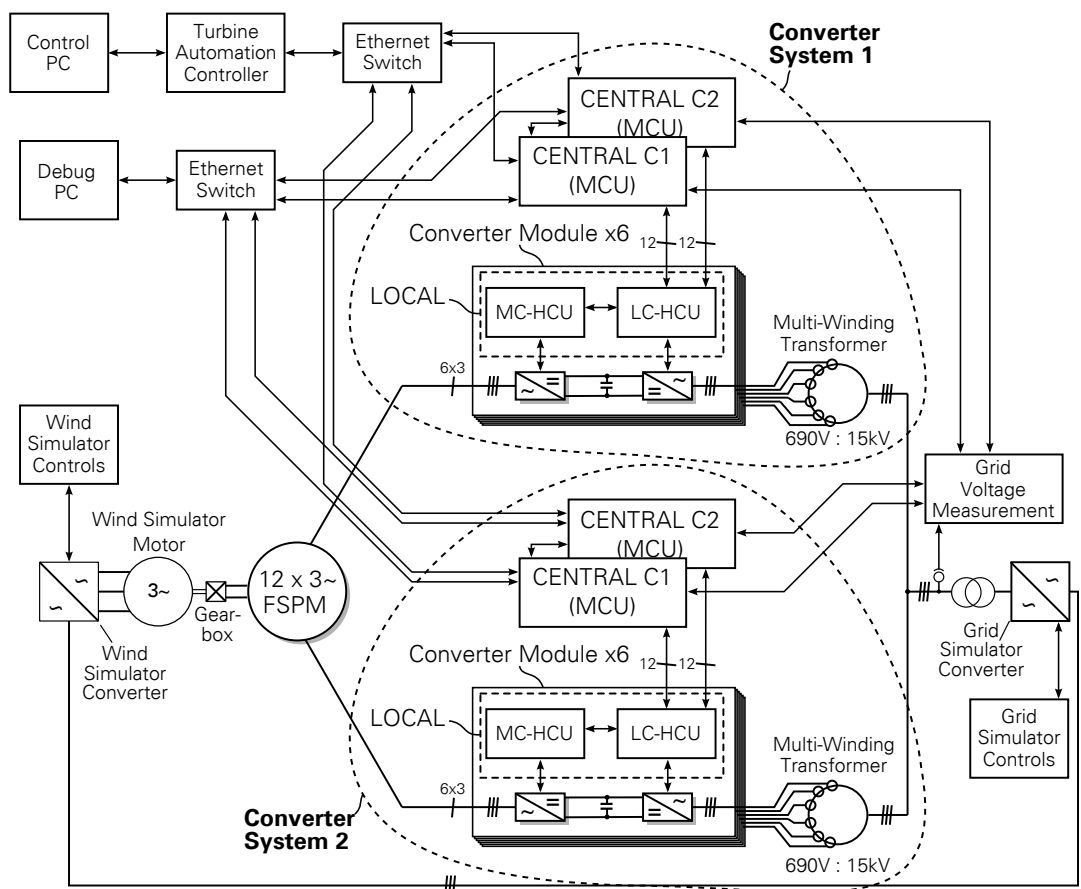 Control
PC
Turbine
Automation
Controller
Ethernet
Switch
Converter
System 1
CENTRAL C2
(MCU)
CENTRAL C1
(MCU)
Debug
PC
Ethernet
Switch
Converter Module x6
12
12
LOCAL
MC-HCU
LC-HCU
Multi-Winding
Transformer
6x3
~
=
=
~
690V : 15kV
Wind
Simulator
Controls
Grid
Voltage
Measurement
Wind Simulator
Motor
CENTRAL C2
(MCU)
CENTRAL C1
(MCU)
~
~
3~
12 x 3~
FSPM
Gear-
box
~
~
Wind
Simulator
Converter
Grid
Simulator
Converter
Converter Module x6
12
12
LOCAL
MC-HCU
LC-HCU
Multi-Winding
Transformer
Grid
Simulator
Controls
6x3
~
=
=
~
Converter
System 2
690V : 15kV